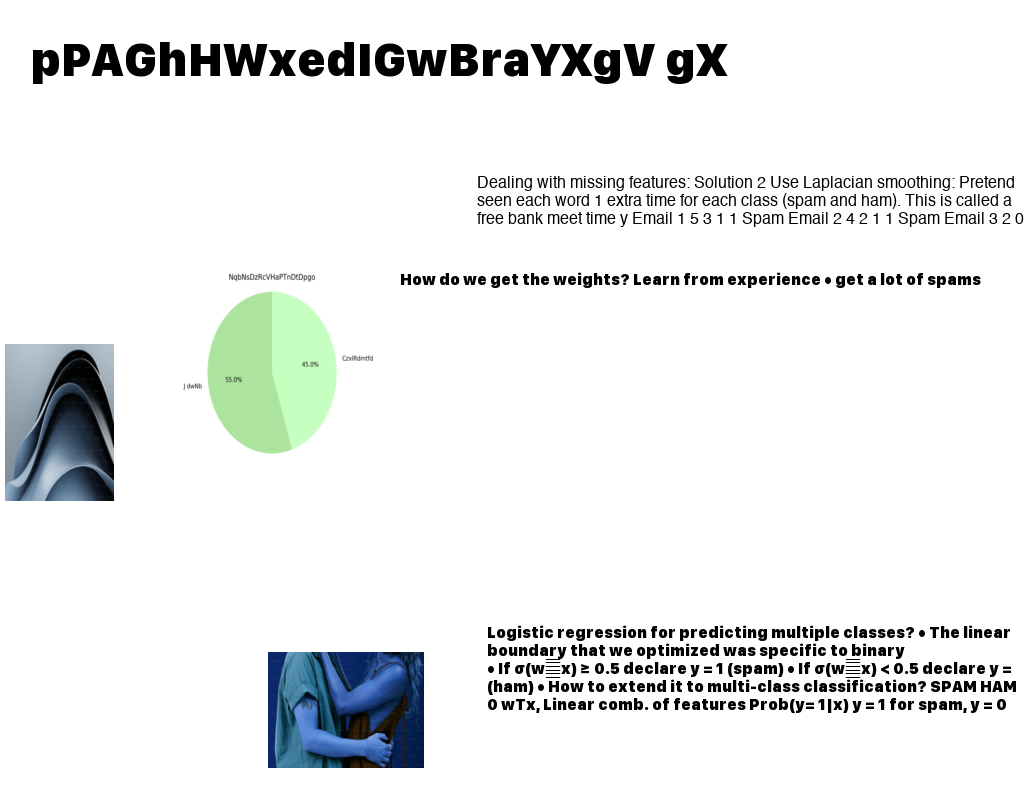 pPAGhHWxedIGwBraYXgV gX
Dealing with missing features: Solution 2 Use Laplacian smoothing: Pretend
seen each word 1 extra time for each class (spam and ham). This is called a
free bank meet time y Email 1 5 3 1 1 Spam Email 2 4 2 1 1 Spam Email 3 2 0
How do we get the weights? Learn from experience • get a lot of spams
NqbNsDzRcVHaPTnDtDpgo
45.0%
CzxIRdmtfd
55.0%
J dwNb
Logistic regression for predicting multiple classes? • The linear
boundary that we optimized was specific to binary
• If σ(w x) ≥ 0.5 declare y = 1 (spam) • If σ(w x) < 0.5 declare y =
(ham) • How to extend it to multi-class classification? SPAM HAM
0 wTx, Linear comb. of features Prob(y= 1|x) y = 1 for spam, y = 0